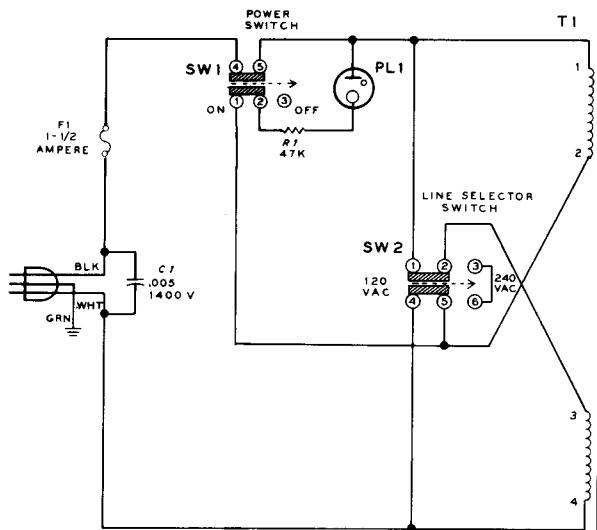 POWER
SWITCH
T1
SW1
4
5
PL1
1
ON
1
2
3
OFF
F1
1-1/2
AMPERE
R1
47K
2
LINE SELECTOR
SWITCH
SW2
BLK
C1
.005
1400 V
120
VAC
1
2
3
240
VAC
4
5
6
WHT
GRN
3
4